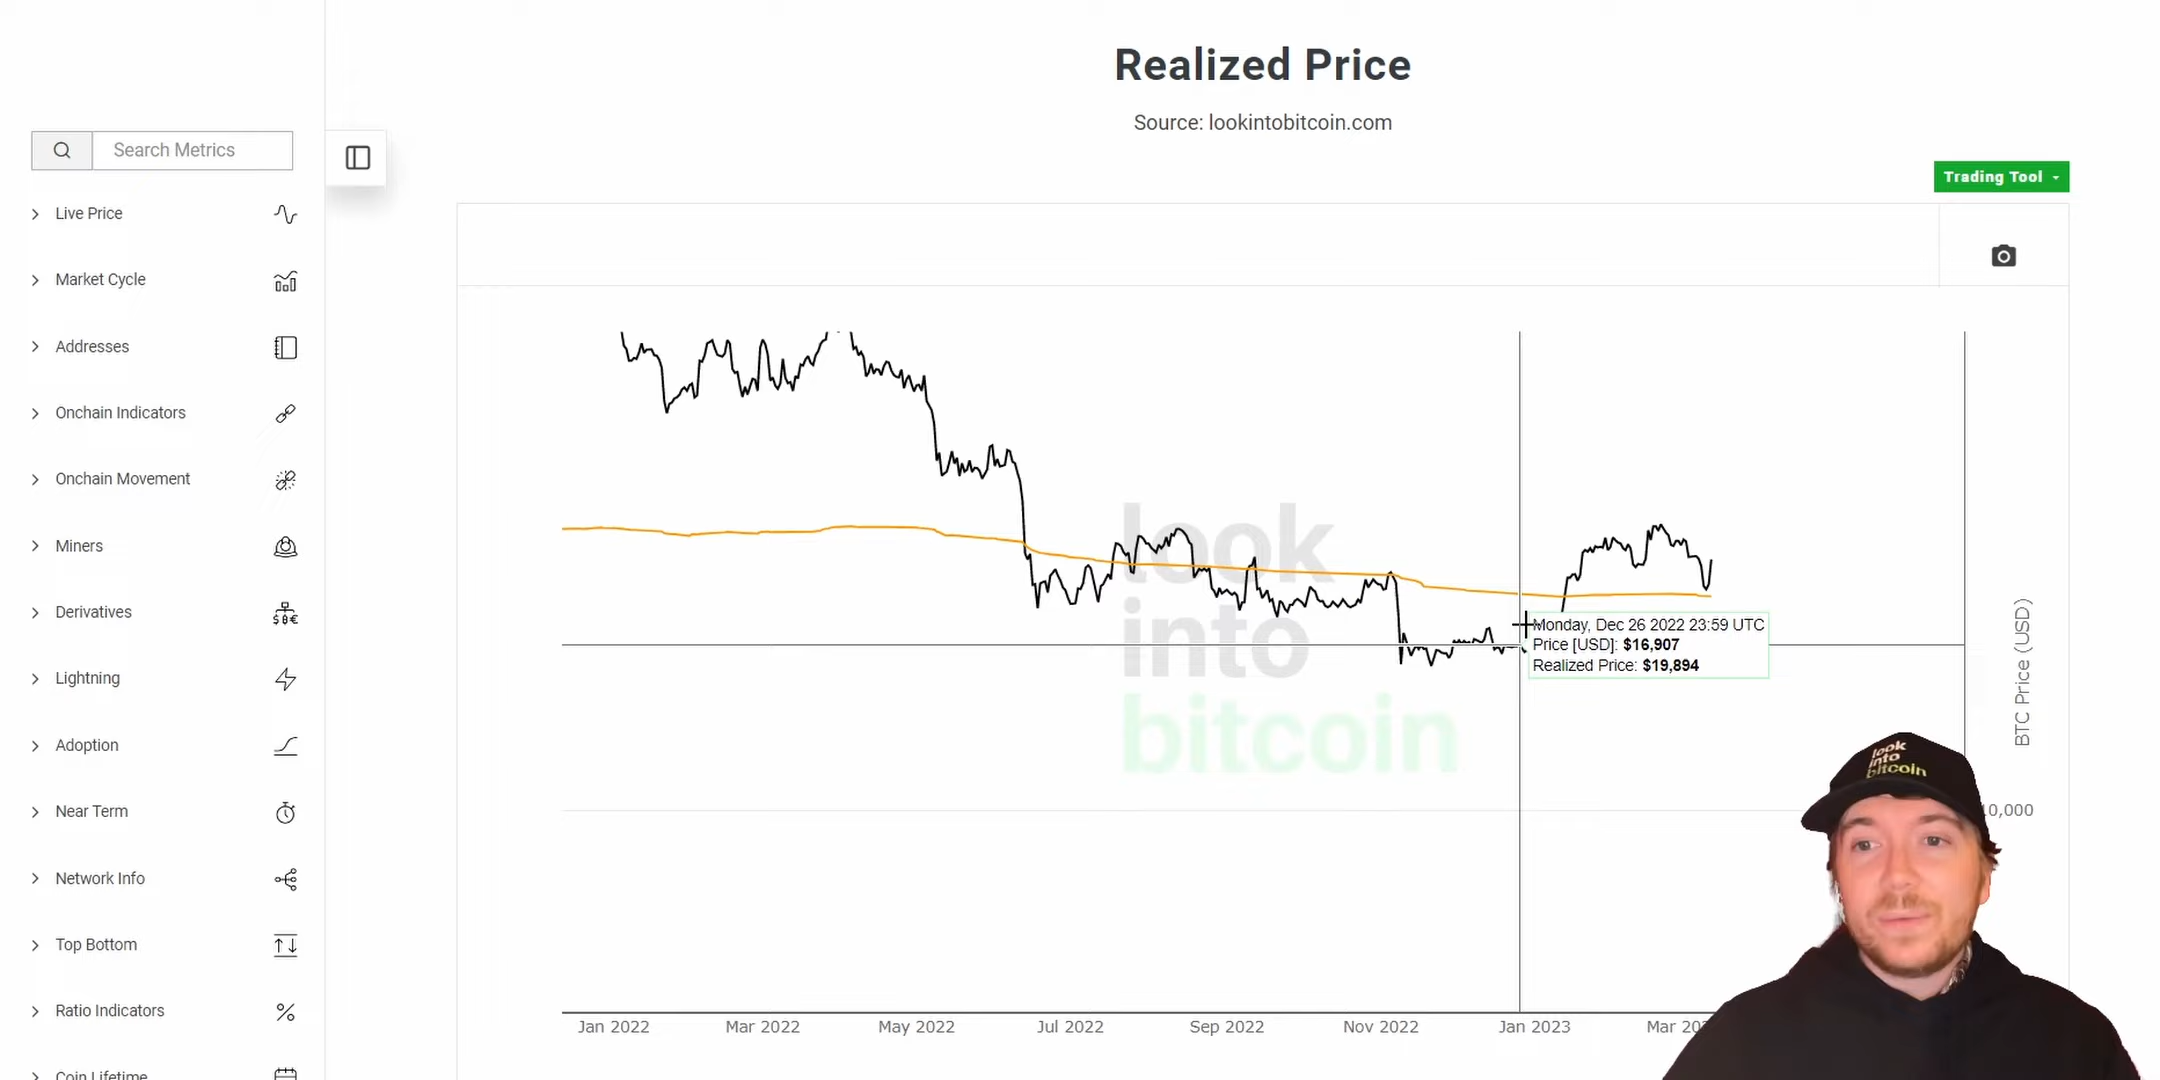 Realized Price
Source: lookintobitcoin.com
Search Metrics
Trading Tool
Live Price
Market Cycle
Addresses
Onchain Indicators
Onchain Movement
Miners
Derivatives
Lightning
Adoption
Near Term
Network Info
Top Bottom
Ratio Indicators
Coin Lifetime
look
into
bitcoin
Monday, Dec 26 2022 23:59 UTC
Price [USD]: $16,907
Realized Price: $19,894
BTC Price (USD)
look
into
bitcoin
0,000
Jan 2022
Mar 2022
May 2022
Jul 2022
Sep 2022
Nov 2022
Jan 2023
Mar 20